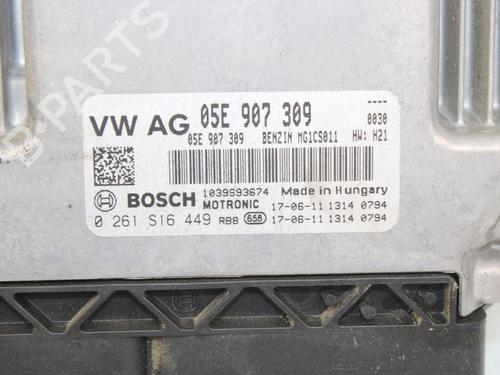 VW AG 05E 907 309 ----
0030
05E 907 309 BENZIN MG1CS011 HW: H21
BOSCH 1039S93674 Made in Hungary
MOTRONIC 17-06-11 1314 0794
0 261 S16 449 RBB 658 17-06-11 1314 0794
B-PARTS